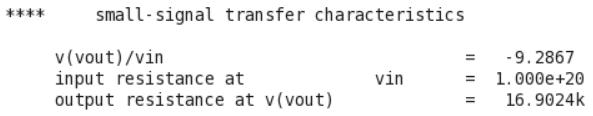 **** small-signal transfer characteristics
v(vout)/vin = -9.2867
input resistance at vin = 1.000e+20
output resistance at v(vout) = 16.9024k